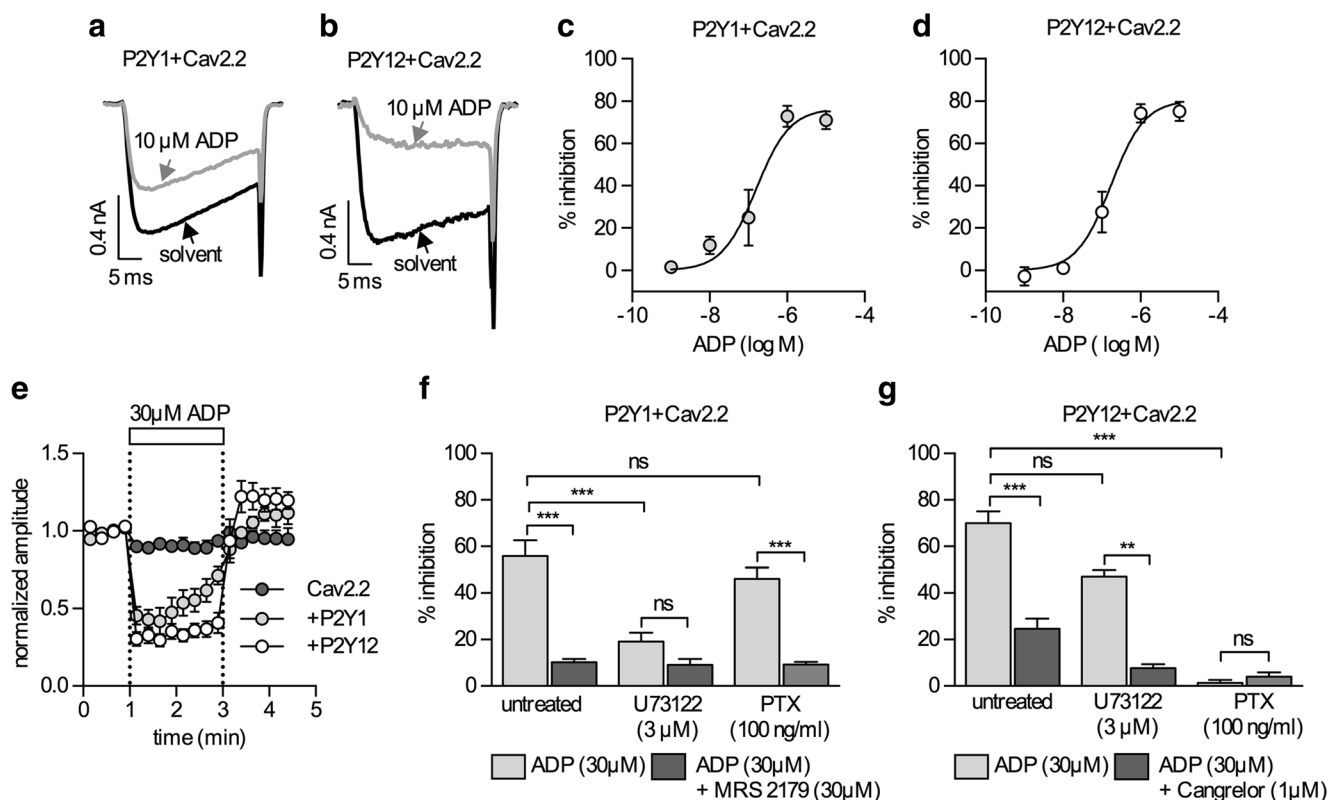 a
P2Y1+Cav2.2
10 µM ADP
0.4 nA
solvent
5 ms
b
P2Y12+Cav2.2
10 µM ADP
0.4 nA
solvent
5 ms
c
P2Y1+Cav2.2
% inhibition
100
80
60
40
20
0
-10 -8 -6 -4
ADP (log M)
d
P2Y12+Cav2.2
% inhibition
100
80
60
40
20
0
-10 -8 -6 -4
ADP ( log M)
e
30µM ADP
normalized amplitude
1.5
1.0
0.5
0.0
Cav2.2
+P2Y1
+P2Y12
0 1 2 3 4 5
time (min)
f
P2Y1+Cav2.2
% inhibition
100
80
60
40
20
0
ns
***
***
ns
***
untreated U73122 PTX
(3 µM) (100 ng/ml)
ADP (30µM) ADP (30µM)
+ MRS 2179 (30µM)
g
P2Y12+Cav2.2
% inhibition
100
80
60
40
20
0
***
ns
***
**
ns
untreated U73122 PTX
(3 µM) (100 ng/ml)
ADP (30µM) ADP (30µM)
+ Cangrelor (1µM)